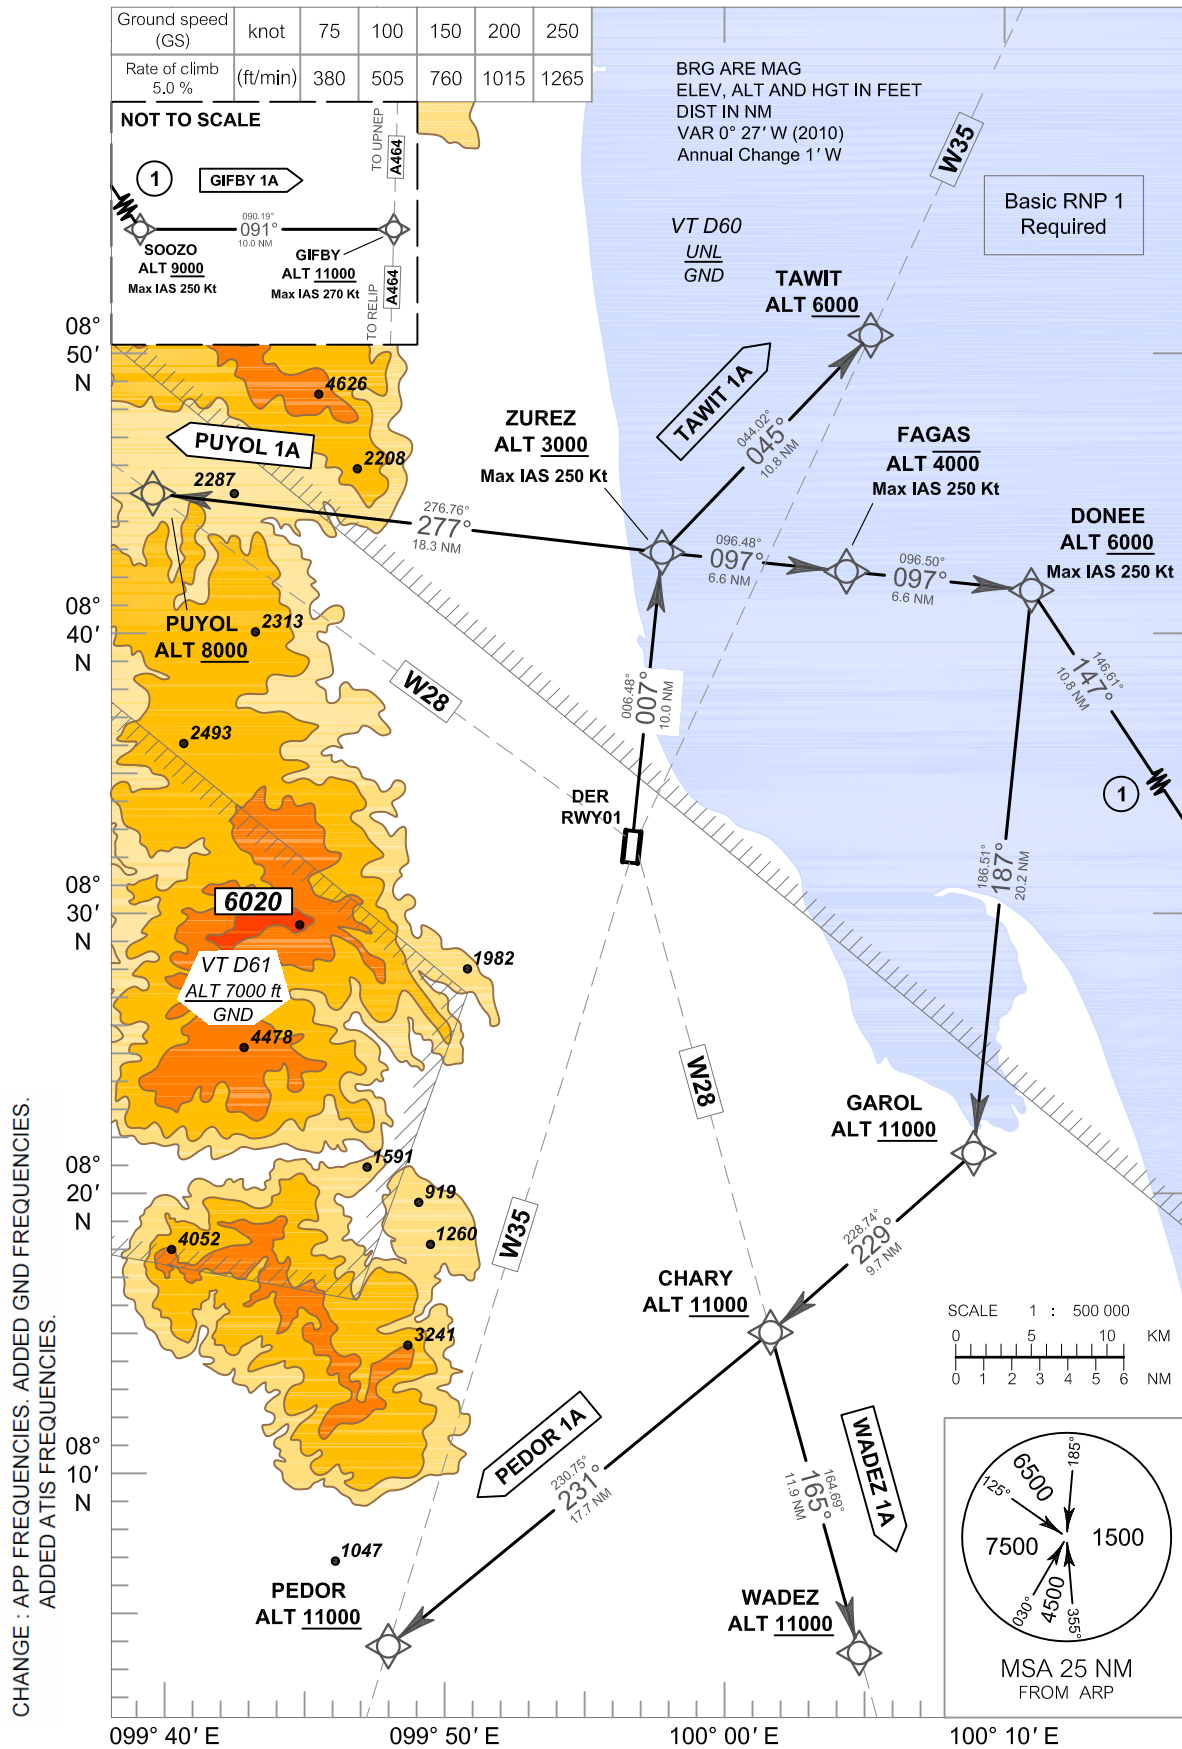 Ground speed (GS) knot 75 100 150 200 250
Rate of climb 5.0 % (ft/min) 380 505 760 1015 1265
NOT TO SCALE
1
GIFBY 1A
TO UPNEP
A464
090.19°
091°
10.0 NM
SOOZO
ALT 9000
Max IAS 250 Kt
GIFBY
ALT 11000
Max IAS 270 Kt
TO RELIP
A464
BRG ARE MAG
ELEV, ALT AND HGT IN FEET
DIST IN NM
VAR 0° 27' W (2010)
Annual Change 1' W
W35
Basic RNP 1
Required
VT D60
UNL
GND
TAWIT
ALT 6000
08°
50'
N
4626
PUYOL 1A
2208
2287
ZUREZ
ALT 3000
Max IAS 250 Kt
TAWIT 1A
044.02°
045°
10.8 NM
FAGAS
ALT 4000
Max IAS 250 Kt
DONEE
ALT 6000
Max IAS 250 Kt
276.76°
277°
18.3 NM
096.48°
097°
6.6 NM
096.50°
097°
6.6 NM
08°
40'
N
PUYOL
ALT 8000
2313
W28
006.48°
007°
10.0 NM
146.61°
147°
10.8 NM
1
2493
DER
RWY01
186.51°
187°
20.2 NM
08°
30'
N
6020
1982
VT D61
ALT 7000 ft
GND
4478
W28
GAROL
ALT 11000
08°
20'
N
1591
919
1260
4052
W35
228.74°
229°
9.7 NM
CHARY
ALT 11000
3241
SCALE 1 : 500 000
0 5 10 KM
0 1 2 3 4 5 6 NM
08°
10'
N
PEDOR 1A
230.75°
231°
17.7 NM
164.69°
165°
11.9 NM
WADEZ 1A
1047
PEDOR
ALT 11000
WADEZ
ALT 11000
6500
185°
125°
7500
1500
030°
4500
355°
MSA 25 NM
FROM ARP
099° 40' E
099° 50' E
100° 00' E
100° 10' E
CHANGE : APP FREQUENCIES. ADDED GND FREQUENCIES.
ADDED ATIS FREQUENCIES.